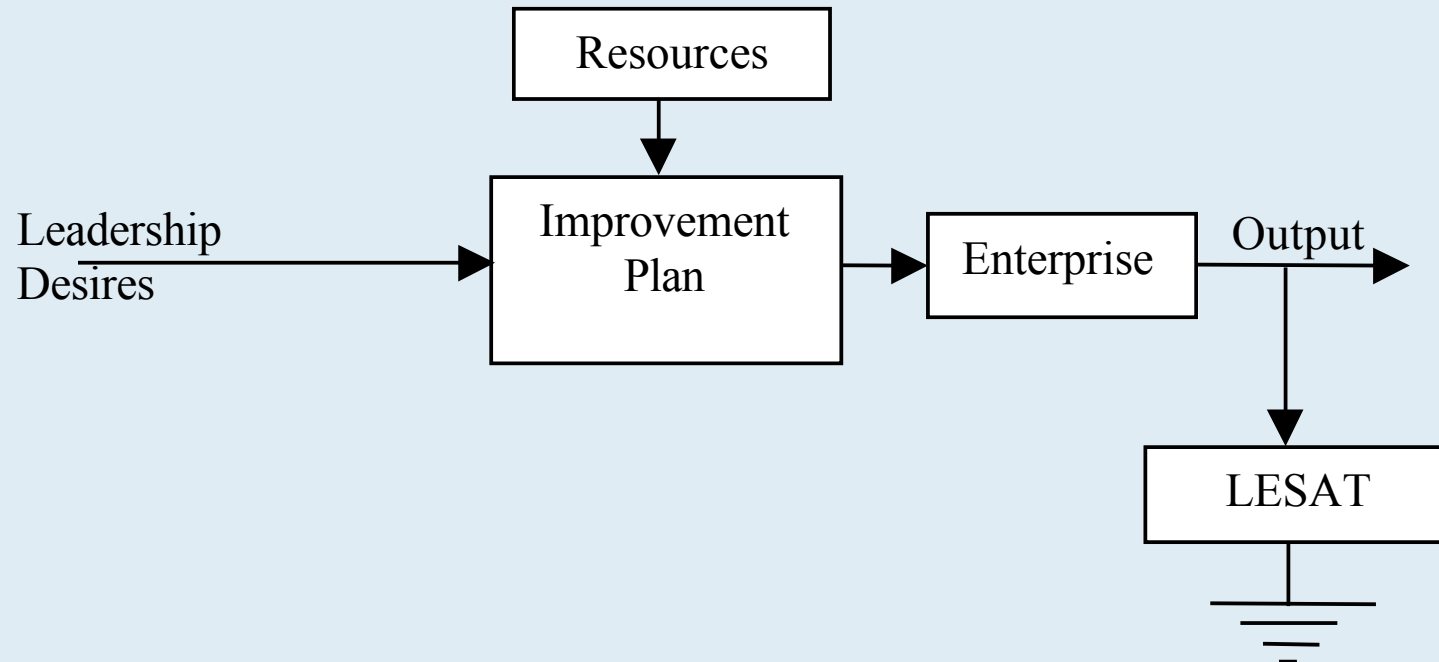 Resources
Leadership
Desires
Improvement
Plan
Enterprise
Output
LESAT